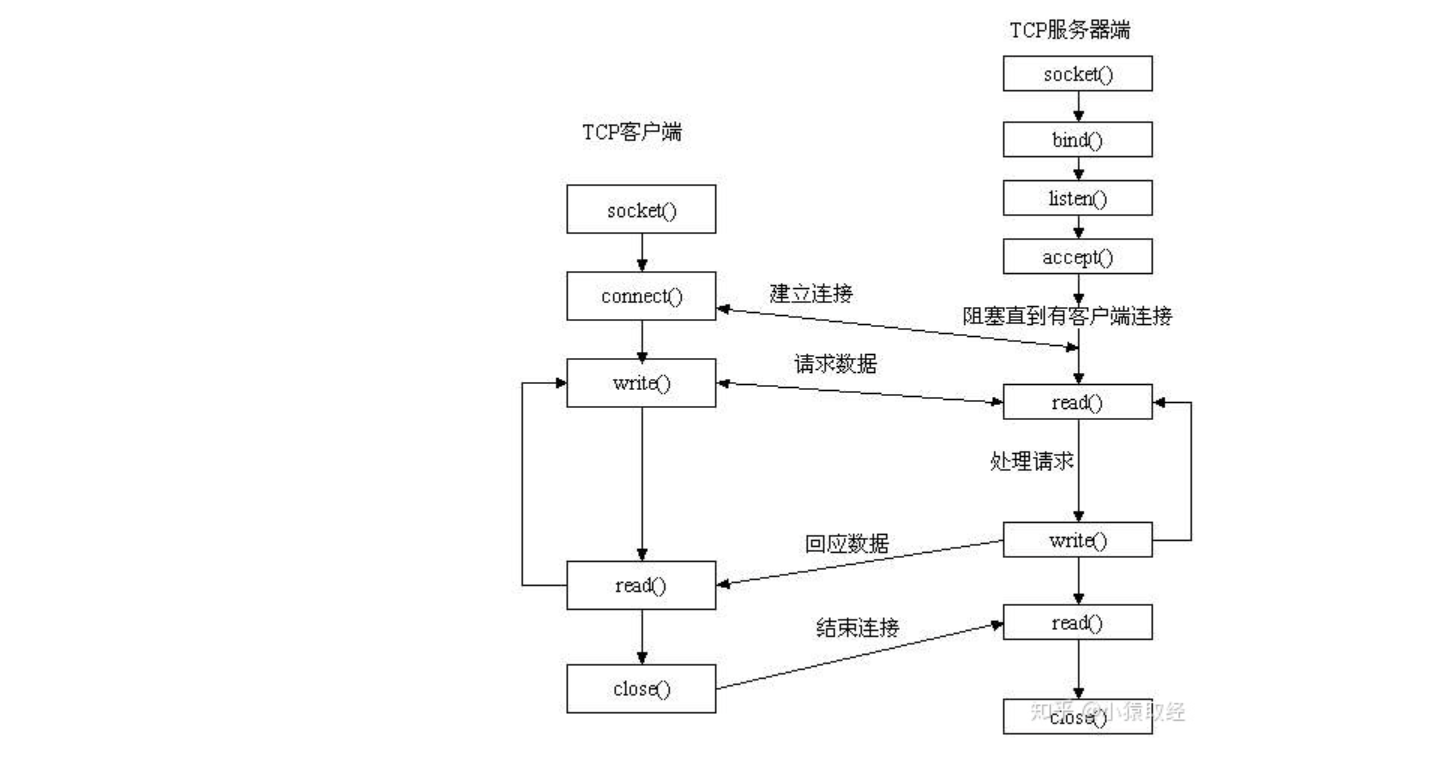 TCP服务器端
socket()
bind()
TCP客户端
listen()
socket()
accept()
connect()
建立连接
阻塞直到有客户端连接
请求数据
write()
read()
处理请求
回应数据
write()
read()
结束连接
read()
close()
close()
知乎 @小猿取经